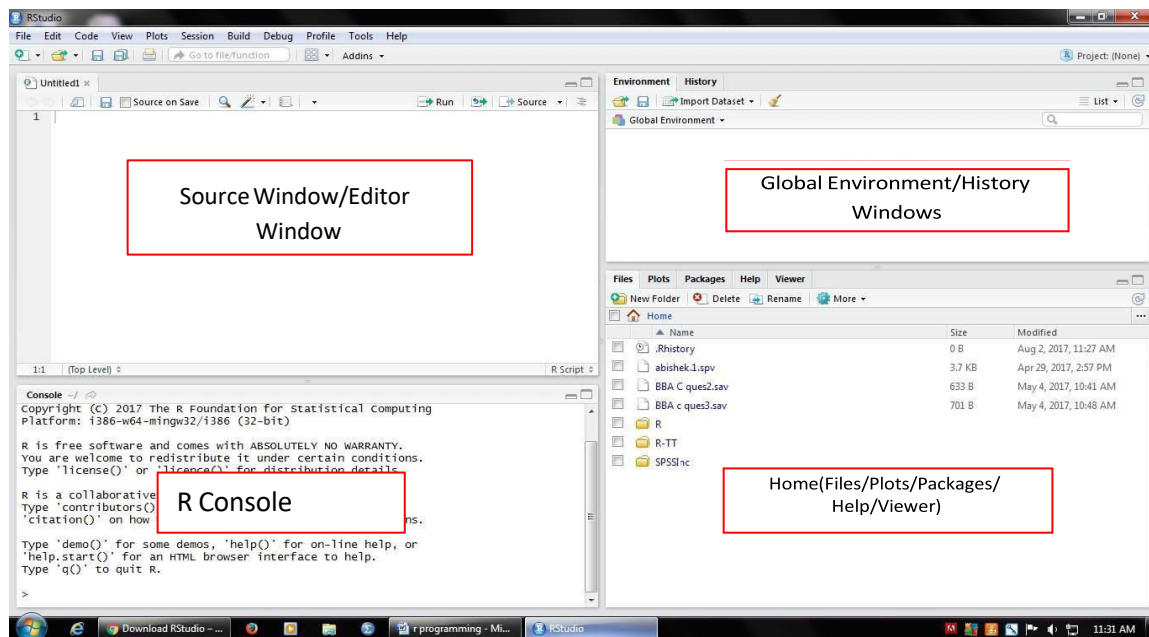 RStudio
File Edit Code View Plots Session Build Debug Profile Tools Help
Go to file/function Addins
Project: (None)
Untitled1
Source on Save Run Source
1
Source Window/Editor
Window
1:1 (Top Level) R Script
Console ~/
Copyright (C) 2017 The R Foundation for Statistical Computing
Platform: i386-w64-mingw32/i386 (32-bit)
R is free software and comes with ABSOLUTELY NO WARRANTY.
You are welcome to redistribute it under certain conditions.
Type 'license()' or 'licence()' for distribution details.
R is a collaborative
Type 'contributors()
'citation()' on how ns.
R Console
Type 'demo()' for some demos, 'help()' for on-line help, or
'help.start()' for an HTML browser interface to help.
Type 'q()' to quit R.
>
Environment History
Import Dataset List
Global Environment
Global Environment/History
Windows
Files Plots Packages Help Viewer
New Folder Delete Rename More
Home
Name Size Modified
.Rhistory 0 B Aug 2, 2017, 11:27 AM
abishek.1.spv 3.7 KB Apr 29, 2017, 2:57 PM
BBA C ques2.sav 633 B May 4, 2017, 10:41 AM
BBA c ques3.sav 701 B May 4, 2017, 10:48 AM
R
R-TT
SPSSInc
Home(Files/Plots/Packages/
Help/Viewer)
Download RStudio – ... r programming - Mi... RStudio 11:31 AM